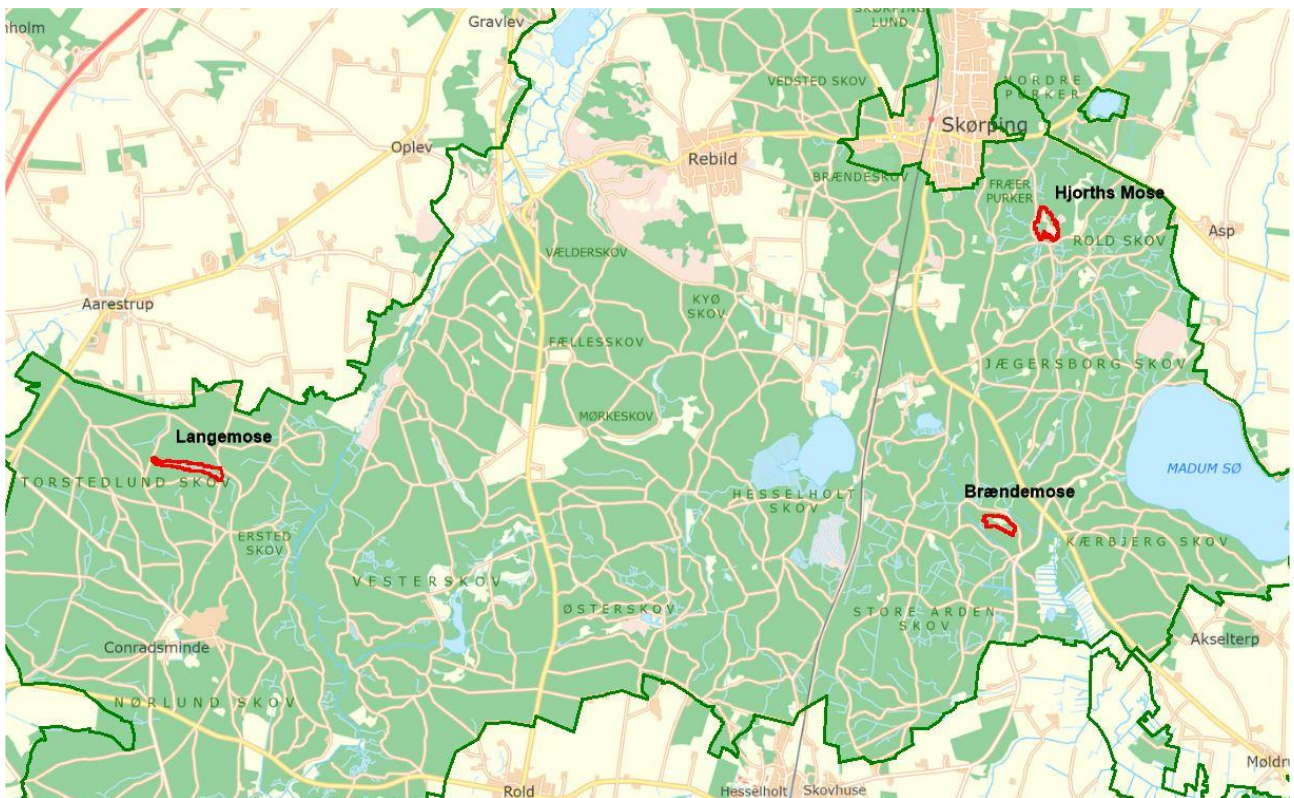 Gravlev
SKØRPING
LUND
VEDSTED SKOV
NORDRE
PURKER
Oplev
Skørping
Rebild
BRÆNDESKOV
FRÆER
PURKER
Hjorths Mose
Asp
ROLD SKOV
VÆLDERSKOV
Aarestrup
KYØ
SKOV
FÆLLESSKOV
JÆGERSBORG SKOV
MØRKESKOV
Langemose
MADUM SØ
TORSTEDLUND SKOV
HESSELHOLT
SKOV
Brændemose
ERSTED
SKOV
KÆRBJERG SKOV
VESTERSKOV
ØSTERSKOV
STORE ARDEN
SKOV
Akselterp
Conradsminde
NØRLUND SKOV
Rold
Hesselholt
Skovhuse